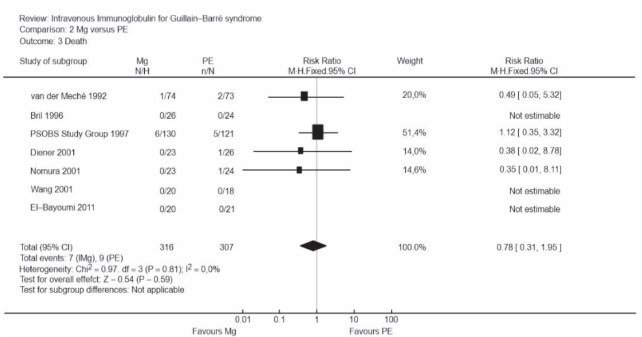 Review: Intravenous Immunoglobulin for Guillain–Barré syndrome
Comparison: 2 Mg versus PE
Outcome: 3 Death
Study of subgroup Mg PE Risk Ratio Weight Risk Ratio
N/H n/N M-H.Fixed.95% CI M-H.Fixed.95% CI
van der Meché 1992 1/74 2/73 20,0% 0.49 [ 0.05, 5.32 ]
Bril 1996 0/26 0/24 Not estimable
PSOBS Study Group 1997 6/130 5/121 51,4% 1.12 [ 0.35, 3.32 ]
Diener 2001 0/23 1/26 14,0% 0.38 [ 0.02, 8.78 ]
Nomura 2001 0/23 1/24 14,6% 0.35 [ 0.01, 8.11 ]
Wang 2001 0/20 0/18 Not estimable
El–Bayoumi 2011 0/20 0/21 Not estimable
Total (95% CI) 316 307 100.0% 0.78 [ 0.31, 1.95 ]
Total events: 7 (IMg), 9 (PE)
Heterogeneity: Chi2 = 0.97. df = 3 (P = 0.81); I2 = 0,0%
Test for overall effefct: Z – 0.54 (P – 0.59)
Test for subgroup differences: Not applicable
0.01 0.1 1 10 100
Favours Mg Favours PE